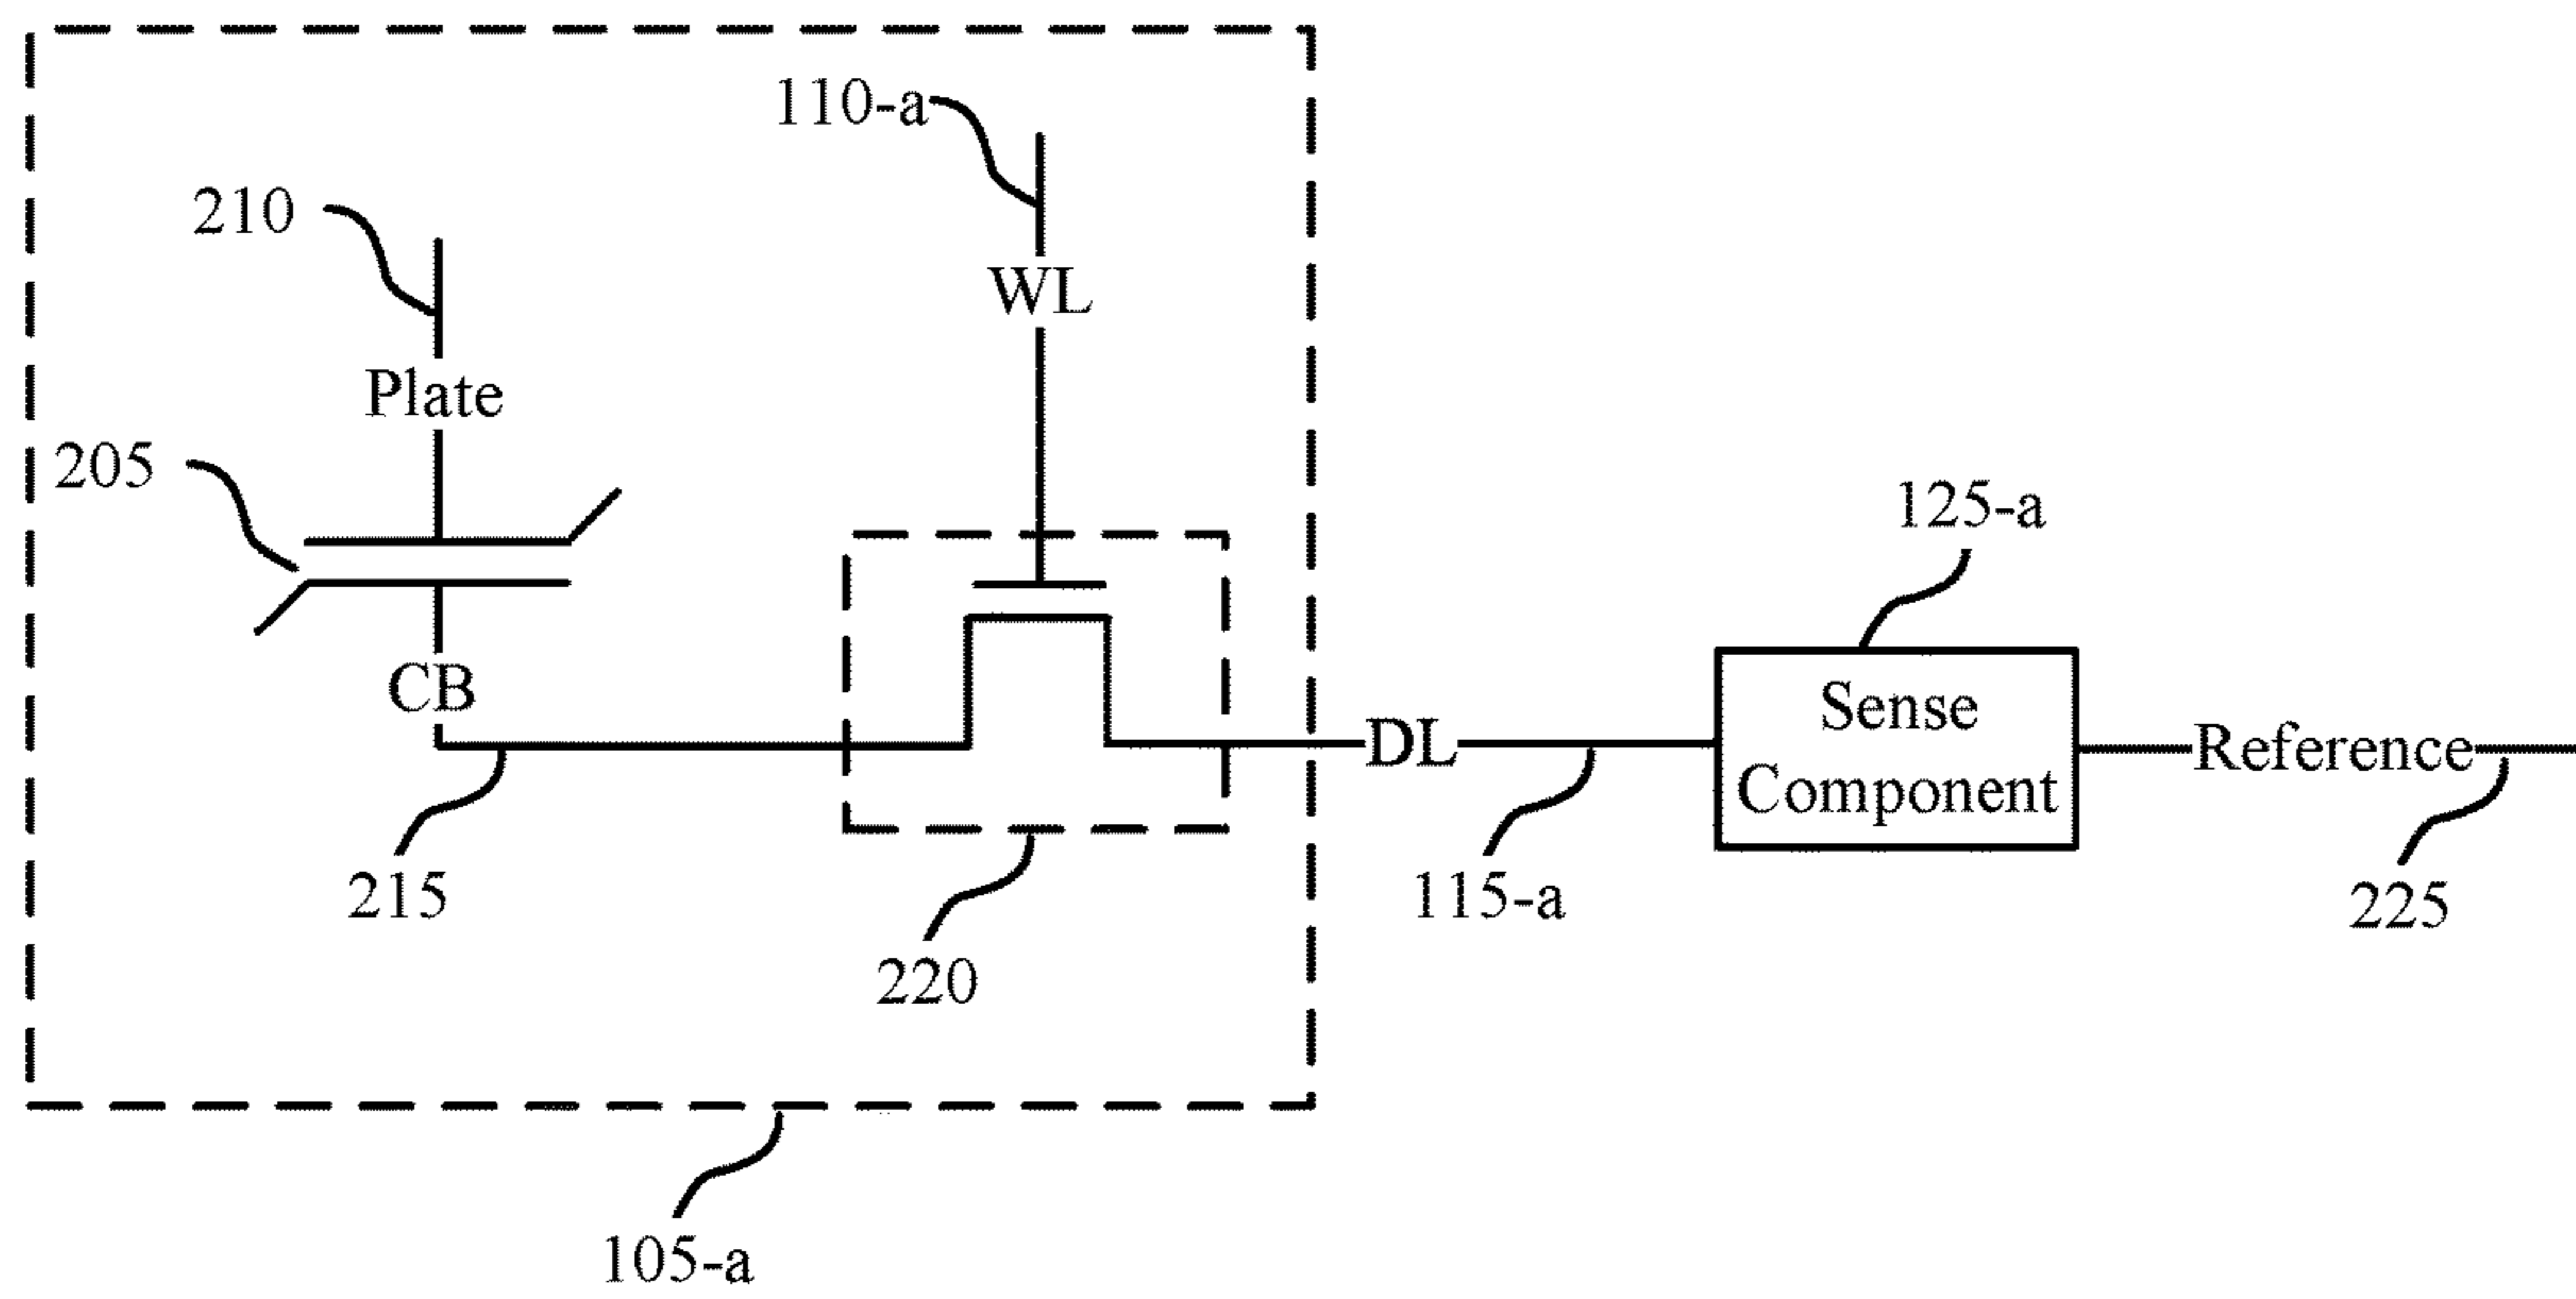 110-a
210
WL
Plate
205
125-a
CB
Sense
Component
DL
Reference
215
115-a
225
220
105-a